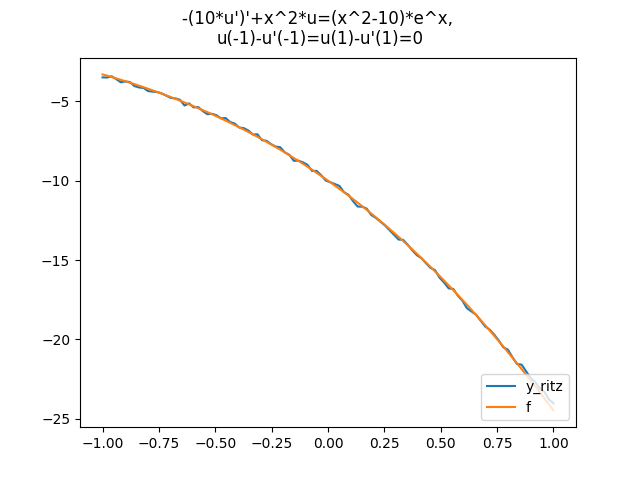 -(10*u')'+x^2*u=(x^2-10)*e^x,
u(-1)-u'(-1)=u(1)-u'(1)=0
−5
−10
−15
−20
−25
−1.00 −0.75 −0.50 −0.25 0.00 0.25 0.50 0.75 1.00
y_ritz
f